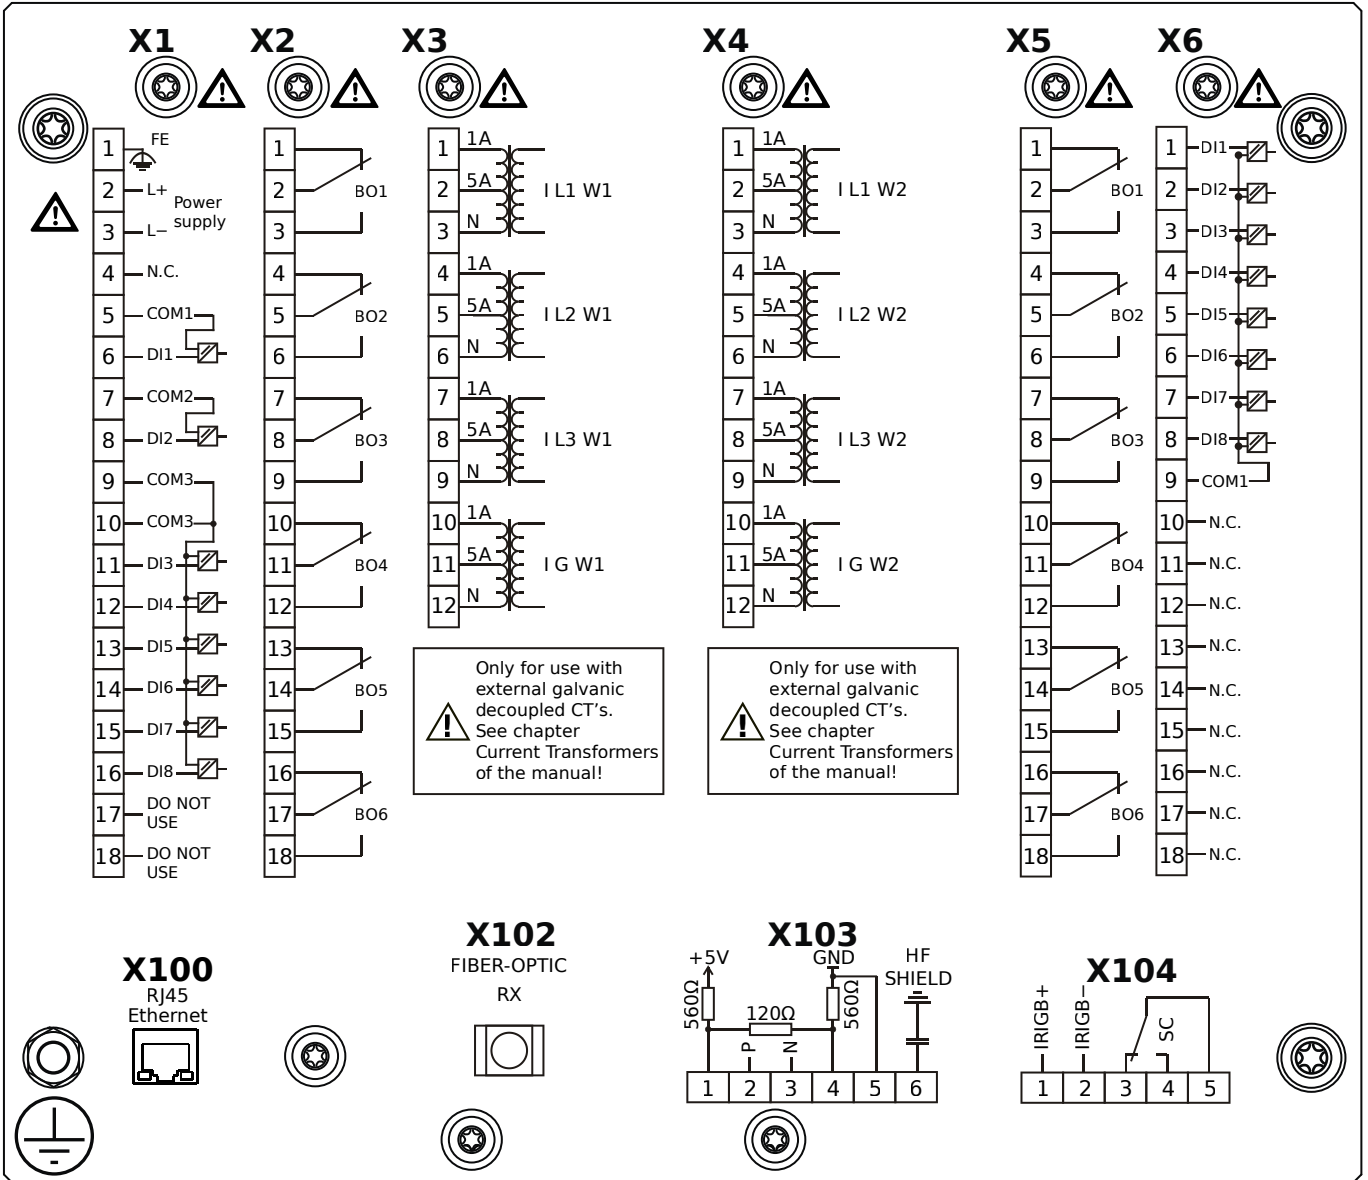 X1 X2 X3 X4 X5 X6
1 FE
2 L+
Power
supply
3 L−
4 N.C.
5 COM1
6 DI1
7 COM2
8 DI2
9 COM3
10 COM3
11 DI3
12 DI4
13 DI5
14 DI6
15 DI7
16 DI8
17 DO NOT
USE
18 DO NOT
USE
1
2 BO1
3
4
5 BO2
6
7
8 BO3
9
10
11 BO4
12
13
14 BO5
15
16
17 BO6
18
1 1A
2 5A I L1 W1
3 N
4 1A
5 5A I L2 W1
6 N
7 1A
8 5A I L3 W1
9 N
10 1A
11 5A I G W1
12 N
Only for use with
external galvanic
decoupled CT's.
See chapter
Current Transformers
of the manual!
1 1A
2 5A I L1 W2
3 N
4 1A
5 5A I L2 W2
6 N
7 1A
8 5A I L3 W2
9 N
10 1A
11 5A I G W2
12 N
Only for use with
external galvanic
decoupled CT's.
See chapter
Current Transformers
of the manual!
1
2 BO1
3
4
5 BO2
6
7
8 BO3
9
10
11 BO4
12
13
14 BO5
15
16
17 BO6
18
1 DI1
2 DI2
3 DI3
4 DI4
5 DI5
6 DI6
7 DI7
8 DI8
9 COM1
10 N.C.
11 N.C.
12 N.C.
13 N.C.
14 N.C.
15 N.C.
16 N.C.
17 N.C.
18 N.C.
X100
RJ45
Ethernet
X102
FIBER-OPTIC
RX
X103
+5V GND HF
SHIELD
560Ω 120Ω 560Ω
P N
1 2 3 4 5 6
X104
IRIGB+ IRIGB− SC
1 2 3 4 5